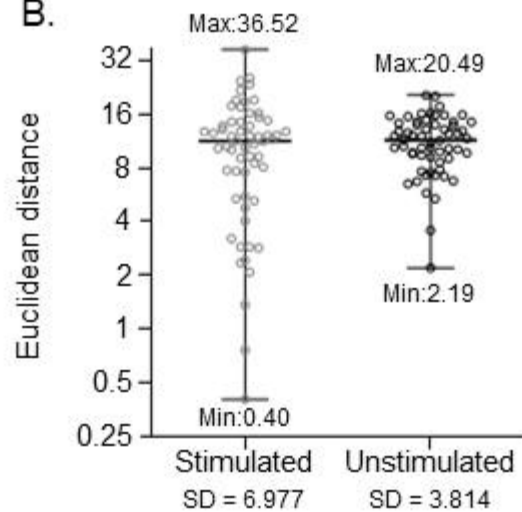 B.
Max:36.52
Max:20.49
32
16
8
4
2
1
0.5
0.25
Euclidean distance
Min:2.19
Min:0.40
Stimulated Unstimulated
SD = 6.977 SD = 3.814